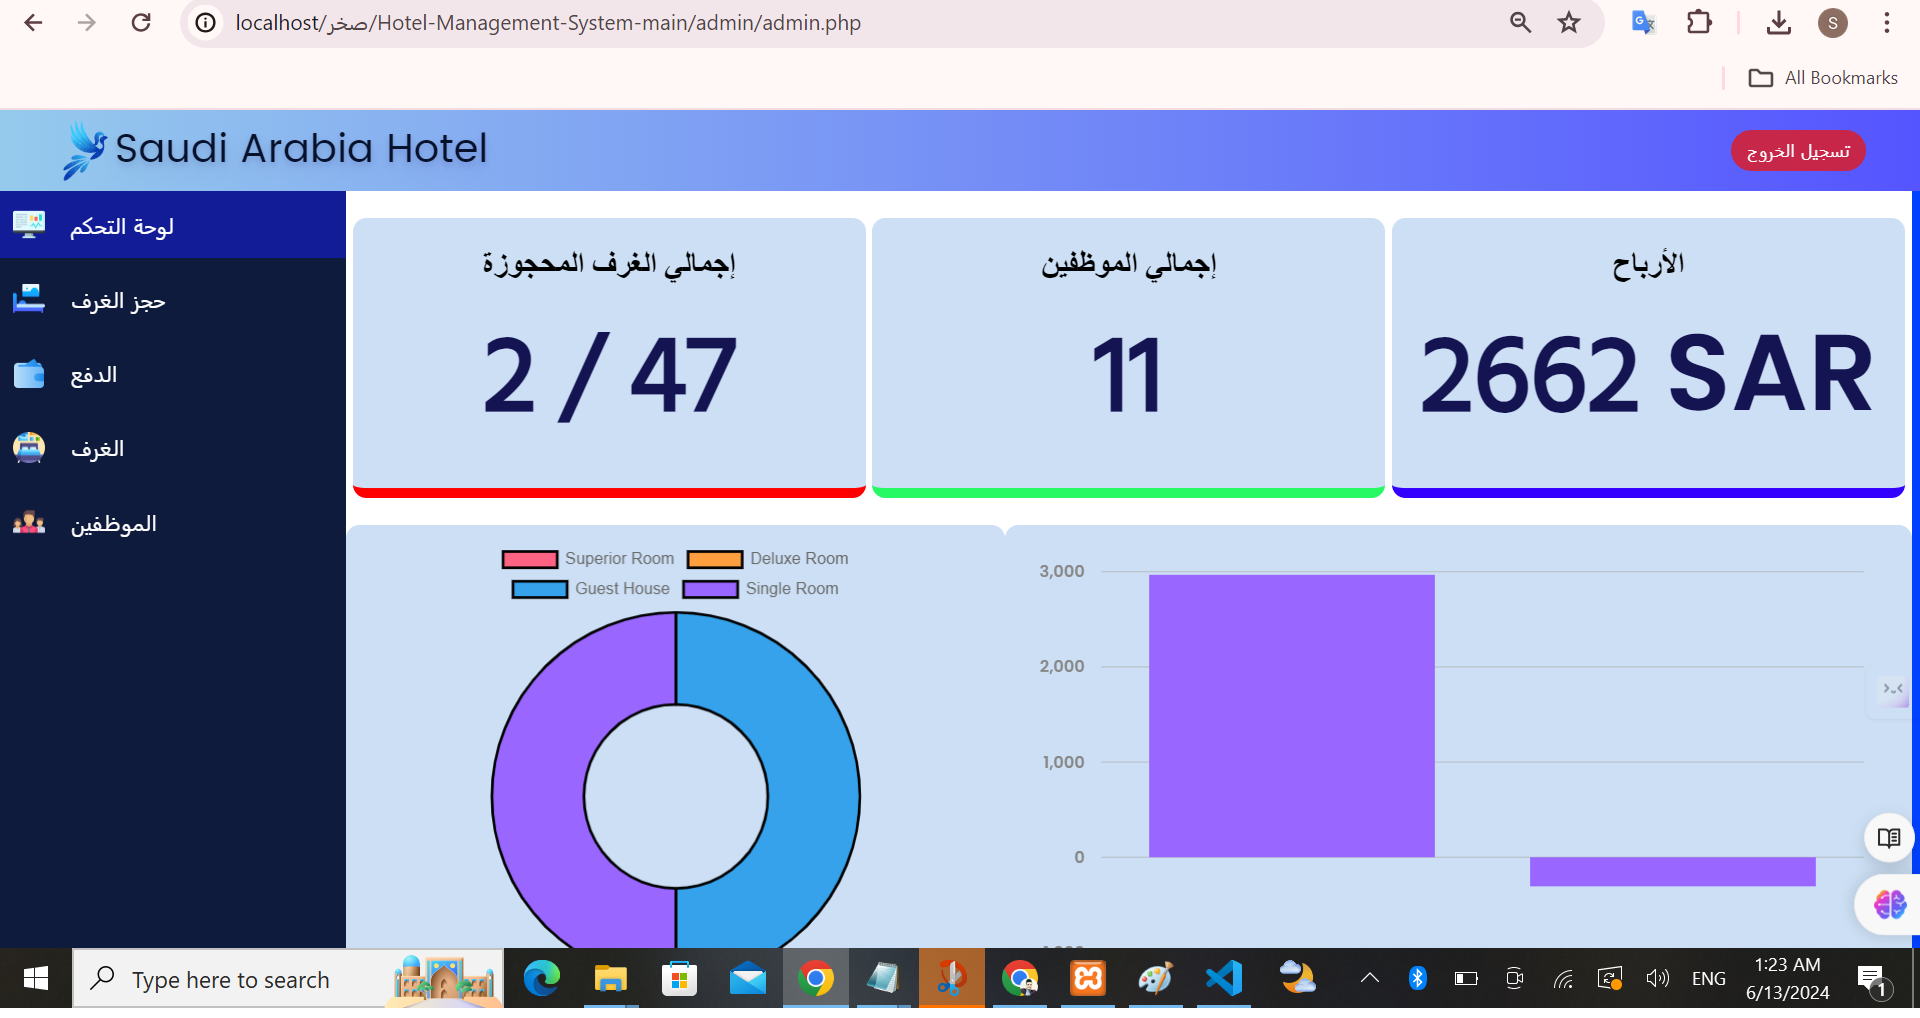 localhost/صخر/Hotel-Management-System-main/admin/admin.php
S
All Bookmarks
Saudi Arabia Hotel
تسجيل الخروج
لوحة التحكم
حجز الغرف
الدفع
الغرف
الموظفين
إجمالي الغرف المحجوزة
2 / 47
إجمالي الموظفين
11
الأرباح
2662 SAR
Superior Room Deluxe Room
Guest House Single Room
3,000
2,000
1,000
0
Type here to search
ENG
1:23 AM
6/13/2024
1